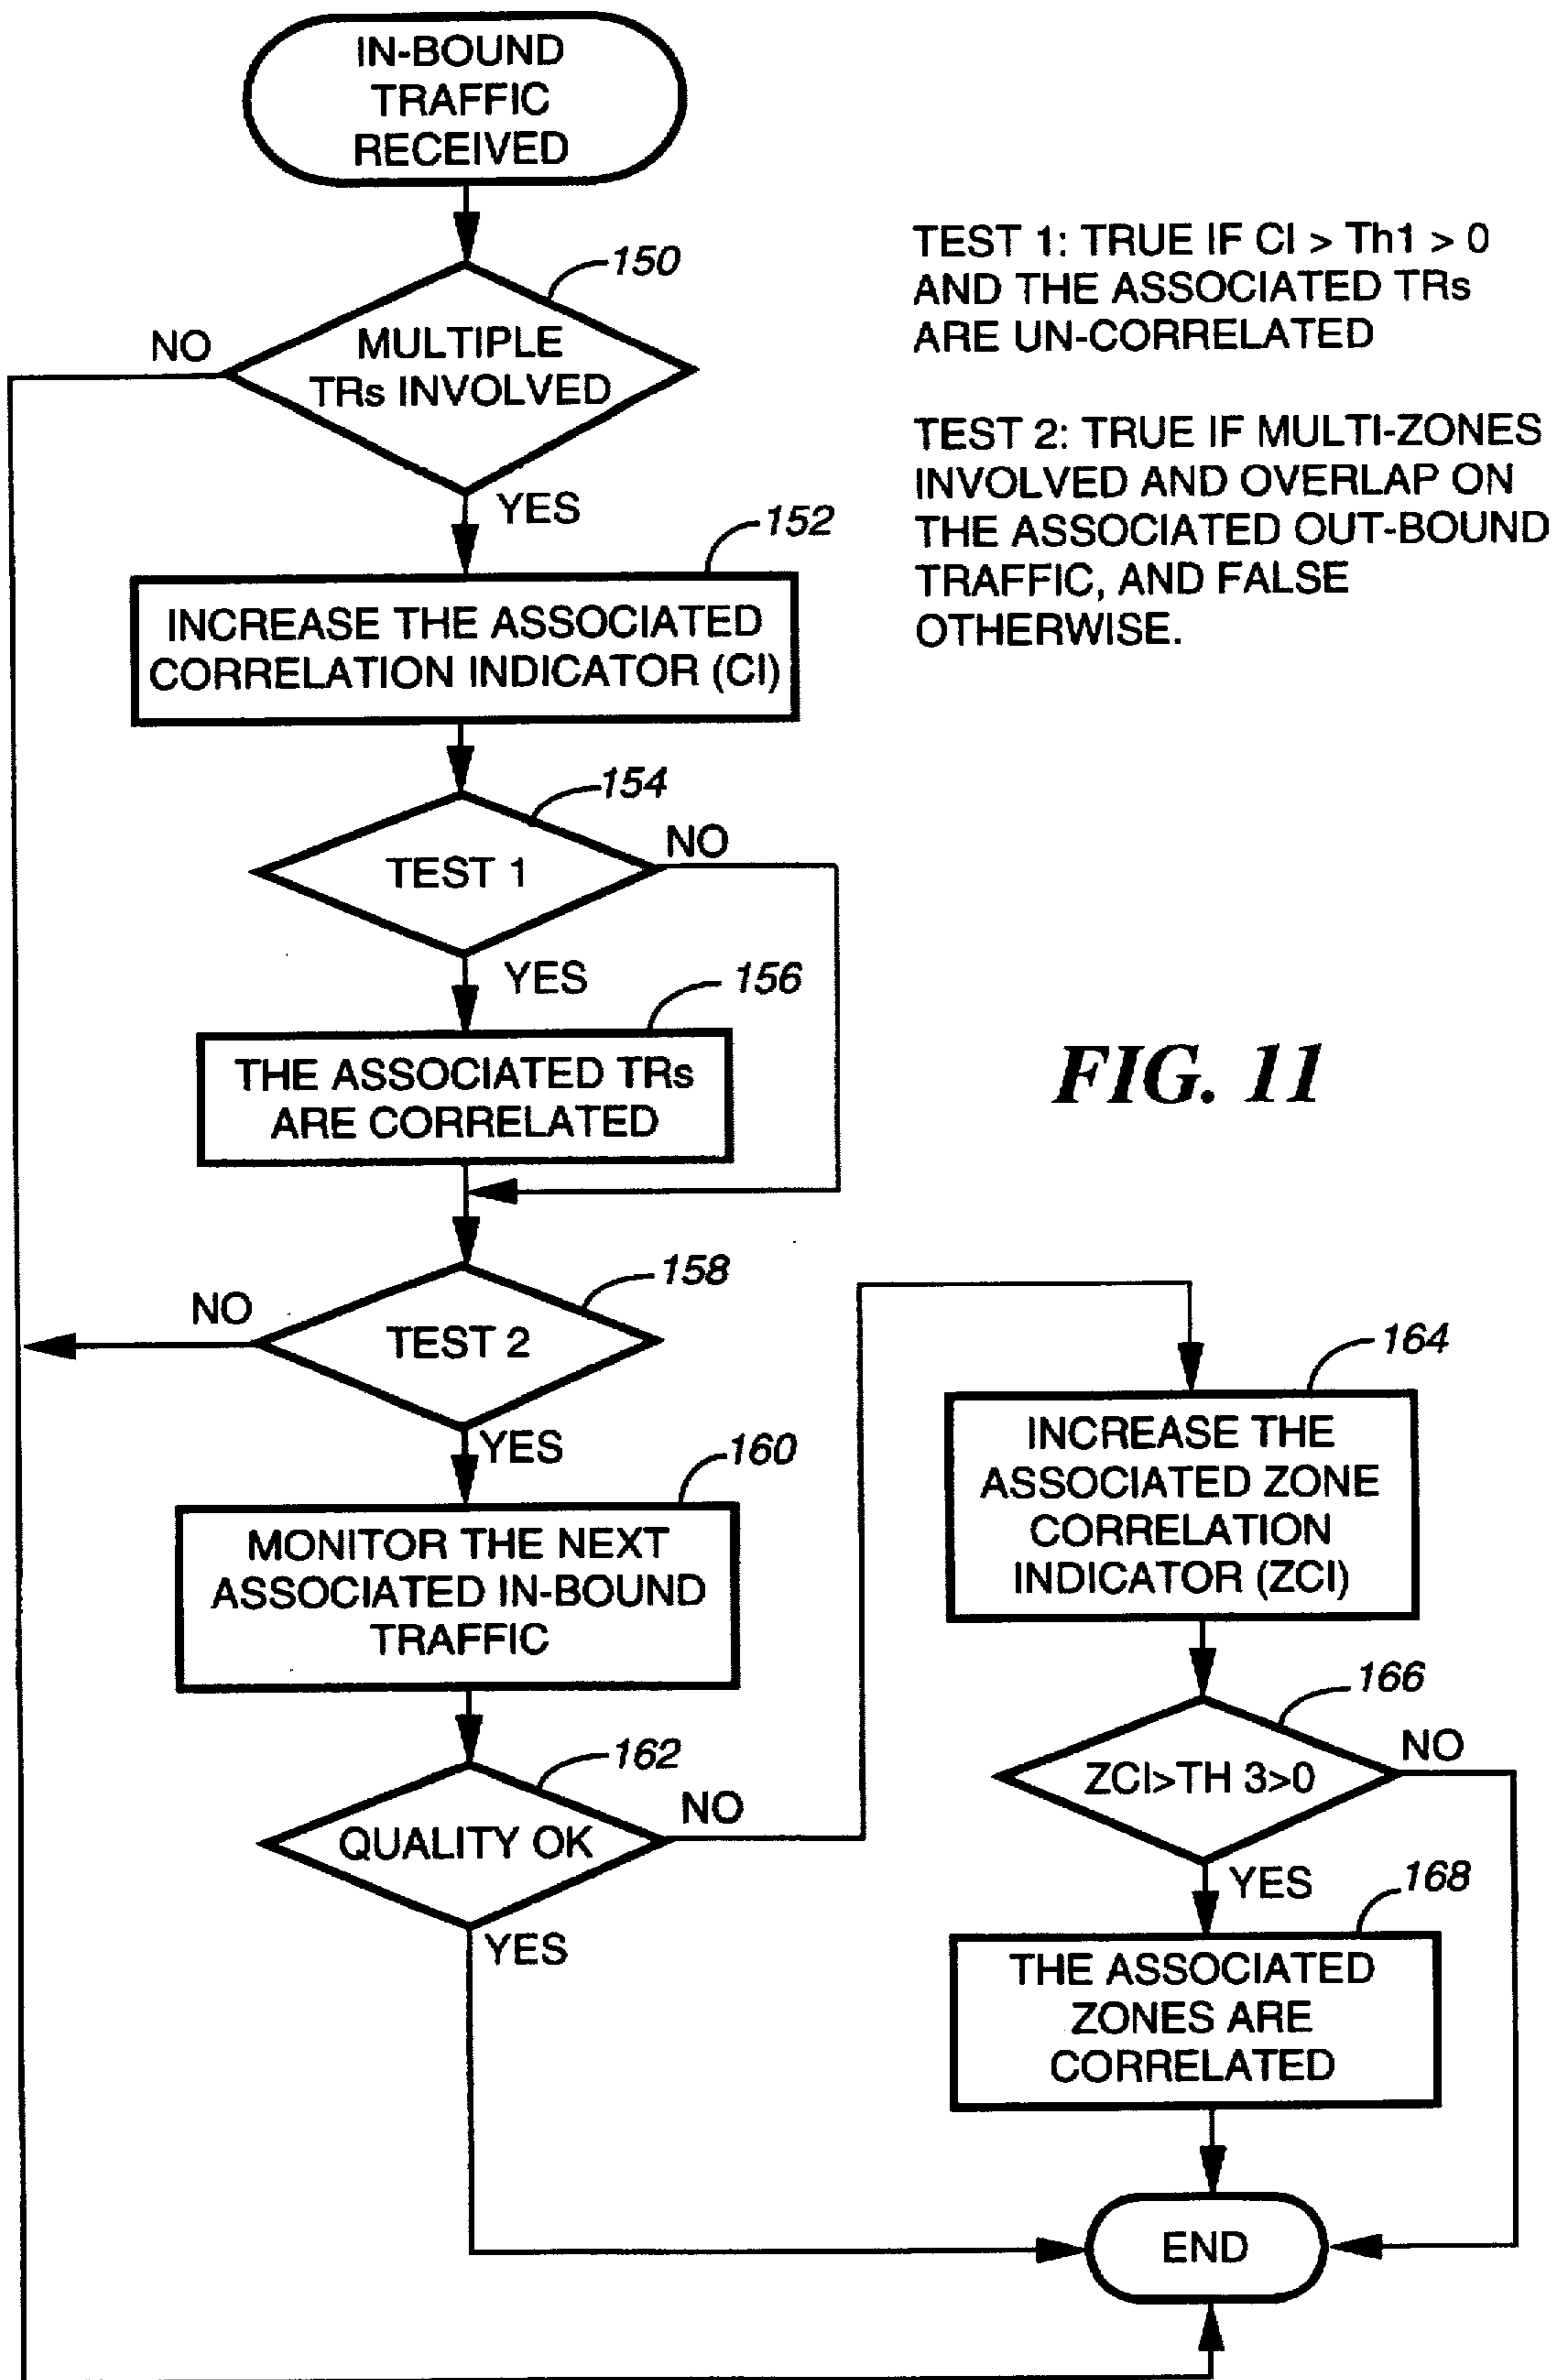 IN-BOUND
TRAFFIC
RECEIVED
150
NO
MULTIPLE
TRs INVOLVED
YES
152
INCREASE THE ASSOCIATED
CORRELATION INDICATOR (CI)
154
TEST 1
NO
YES
156
THE ASSOCIATED TRs
ARE CORRELATED
158
NO
TEST 2
YES
160
MONITOR THE NEXT
ASSOCIATED IN-BOUND
TRAFFIC
162
NO
QUALITY OK
YES
TEST 1: TRUE IF CI > Th1 > 0
AND THE ASSOCIATED TRs
ARE UN-CORRELATED
TEST 2: TRUE IF MULTI-ZONES
INVOLVED AND OVERLAP ON
THE ASSOCIATED OUT-BOUND
TRAFFIC, AND FALSE
OTHERWISE.
FIG. 11
164
INCREASE THE
ASSOCIATED ZONE
CORRELATION
INDICATOR (ZCI)
166
NO
ZCI>TH 3>0
YES
168
THE ASSOCIATED
ZONES ARE
CORRELATED
END